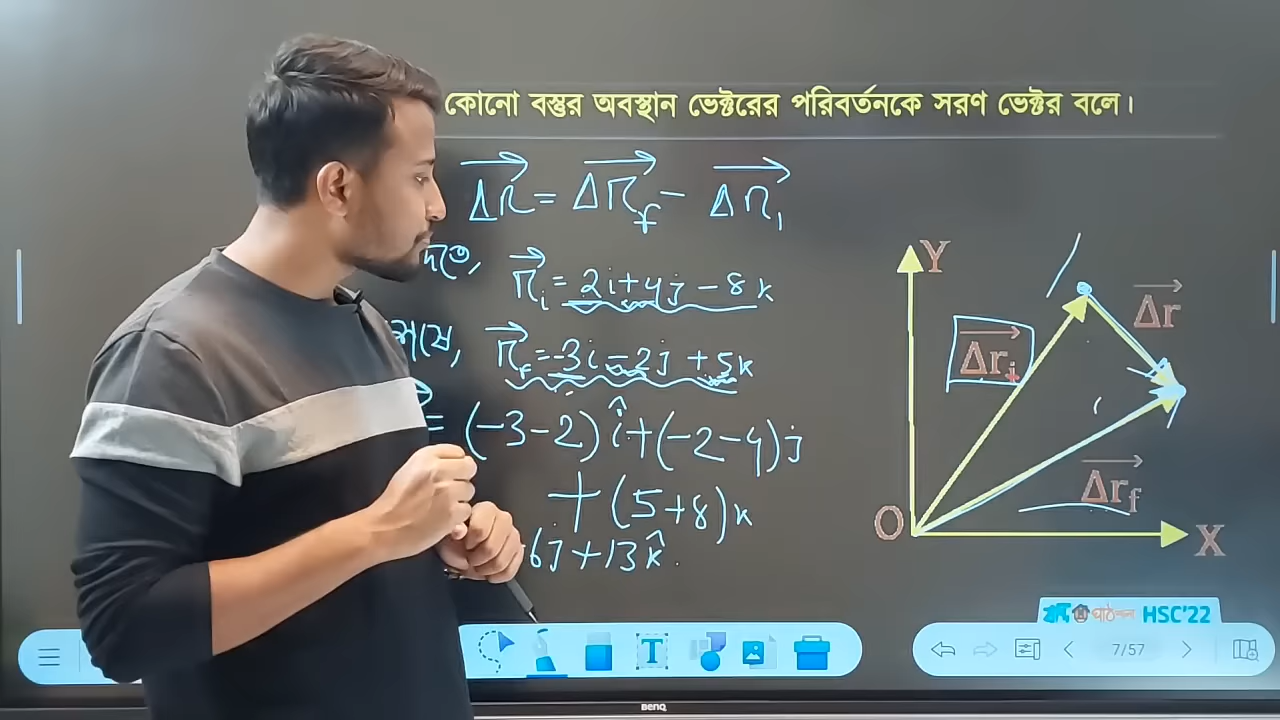 কোনো বস্তুর অবস্থান ভেক্টরের পরিবর্তনকে সরণ ভেক্টর বলে।
Δr = Δr_f - Δr_i
r_i = 2i+4j-8k
r_f = -3i-2j+5k
= (-3-2)î+(-2-4)j
+(5+8)k
-6j+13k̂.
Y
Δr
Δr_i
Δr_f
O
X
HSC'22
T
7/57
BENQ